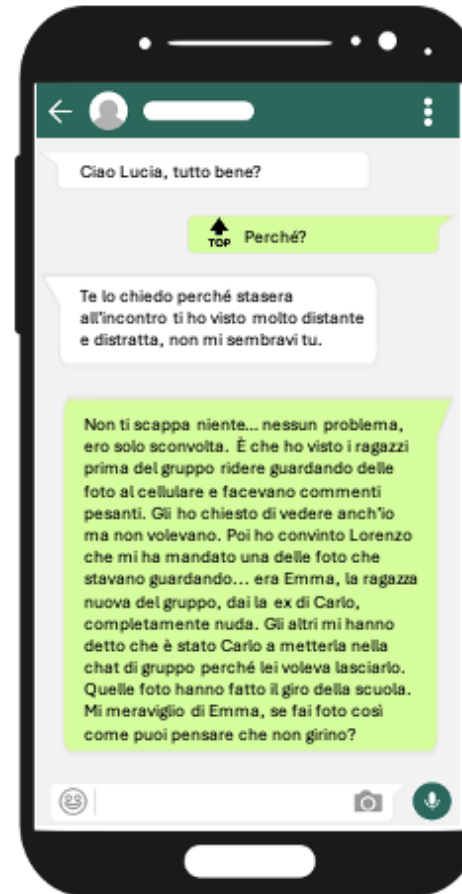 Ciao Lucia, tutto bene?
TOP Perché?
Te lo chiedo perché stasera
all'incontro ti ho visto molto distante
e distratta, non mi sembravi tu.
Non ti scappa niente... nessun problema,
ero solo sconvolta. È che ho visto i ragazzi
prima del gruppo ridere guardando delle
foto al cellulare e facevano commenti
pesanti. Gli ho chiesto di vedere anch'io
ma non volevano. Poi ho convinto Lorenzo
che mi ha mandato una delle foto che
stavano guardando... era Emma, la ragazza
nuova del gruppo, dai la ex di Carlo,
completamente nuda. Gli altri mi hanno
detto che è stato Carlo a metterla nella
chat di gruppo perché lei voleva lasciarlo.
Quelle foto hanno fatto il giro della scuola.
Mi meraviglio di Emma, se fai foto così
come puoi pensare che non girino?